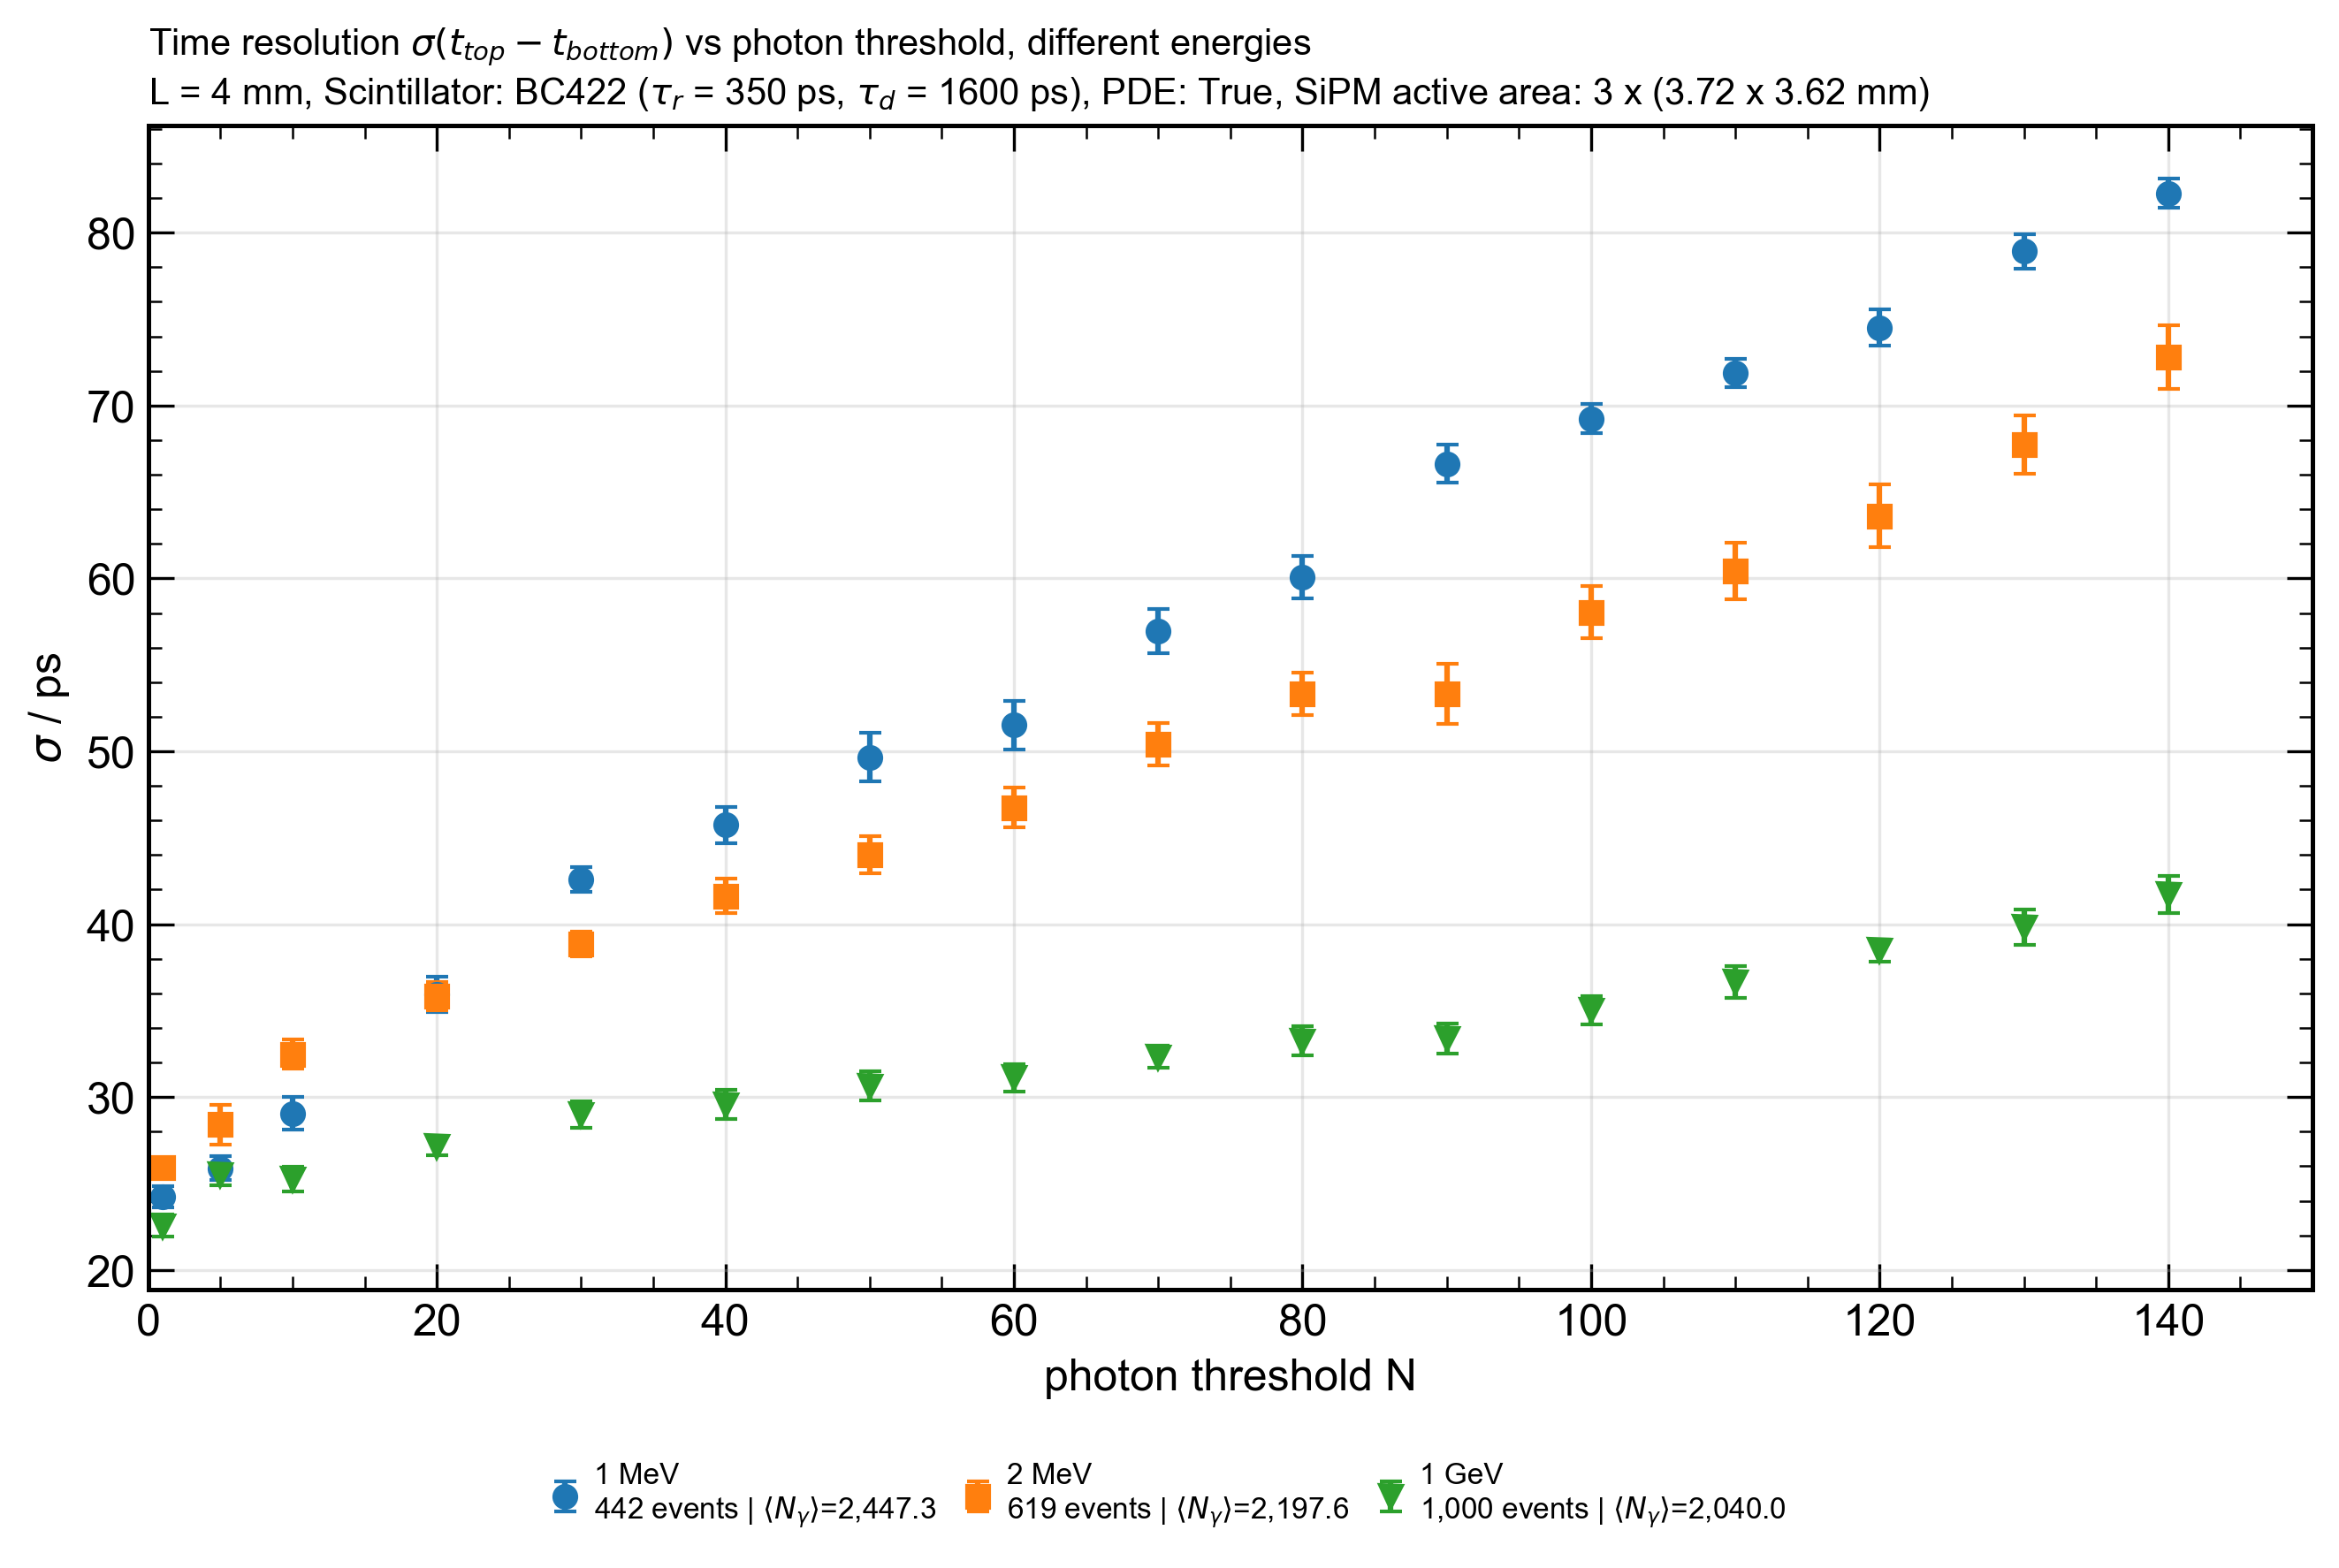 Time resolution σ(t_top − t_bottom) vs photon threshold, different energies
L = 4 mm, Scintillator: BC422 (τ_r = 350 ps, τ_d = 1600 ps), PDE: True, SiPM active area: 3 x (3.72 x 3.62 mm)
80
70
60
50
40
30
20
σ / ps
0 20 40 60 80 100 120 140
photon threshold N
1 MeV
442 events | ⟨N_γ⟩=2,447.3
2 MeV
619 events | ⟨N_γ⟩=2,197.6
1 GeV
1,000 events | ⟨N_γ⟩=2,040.0